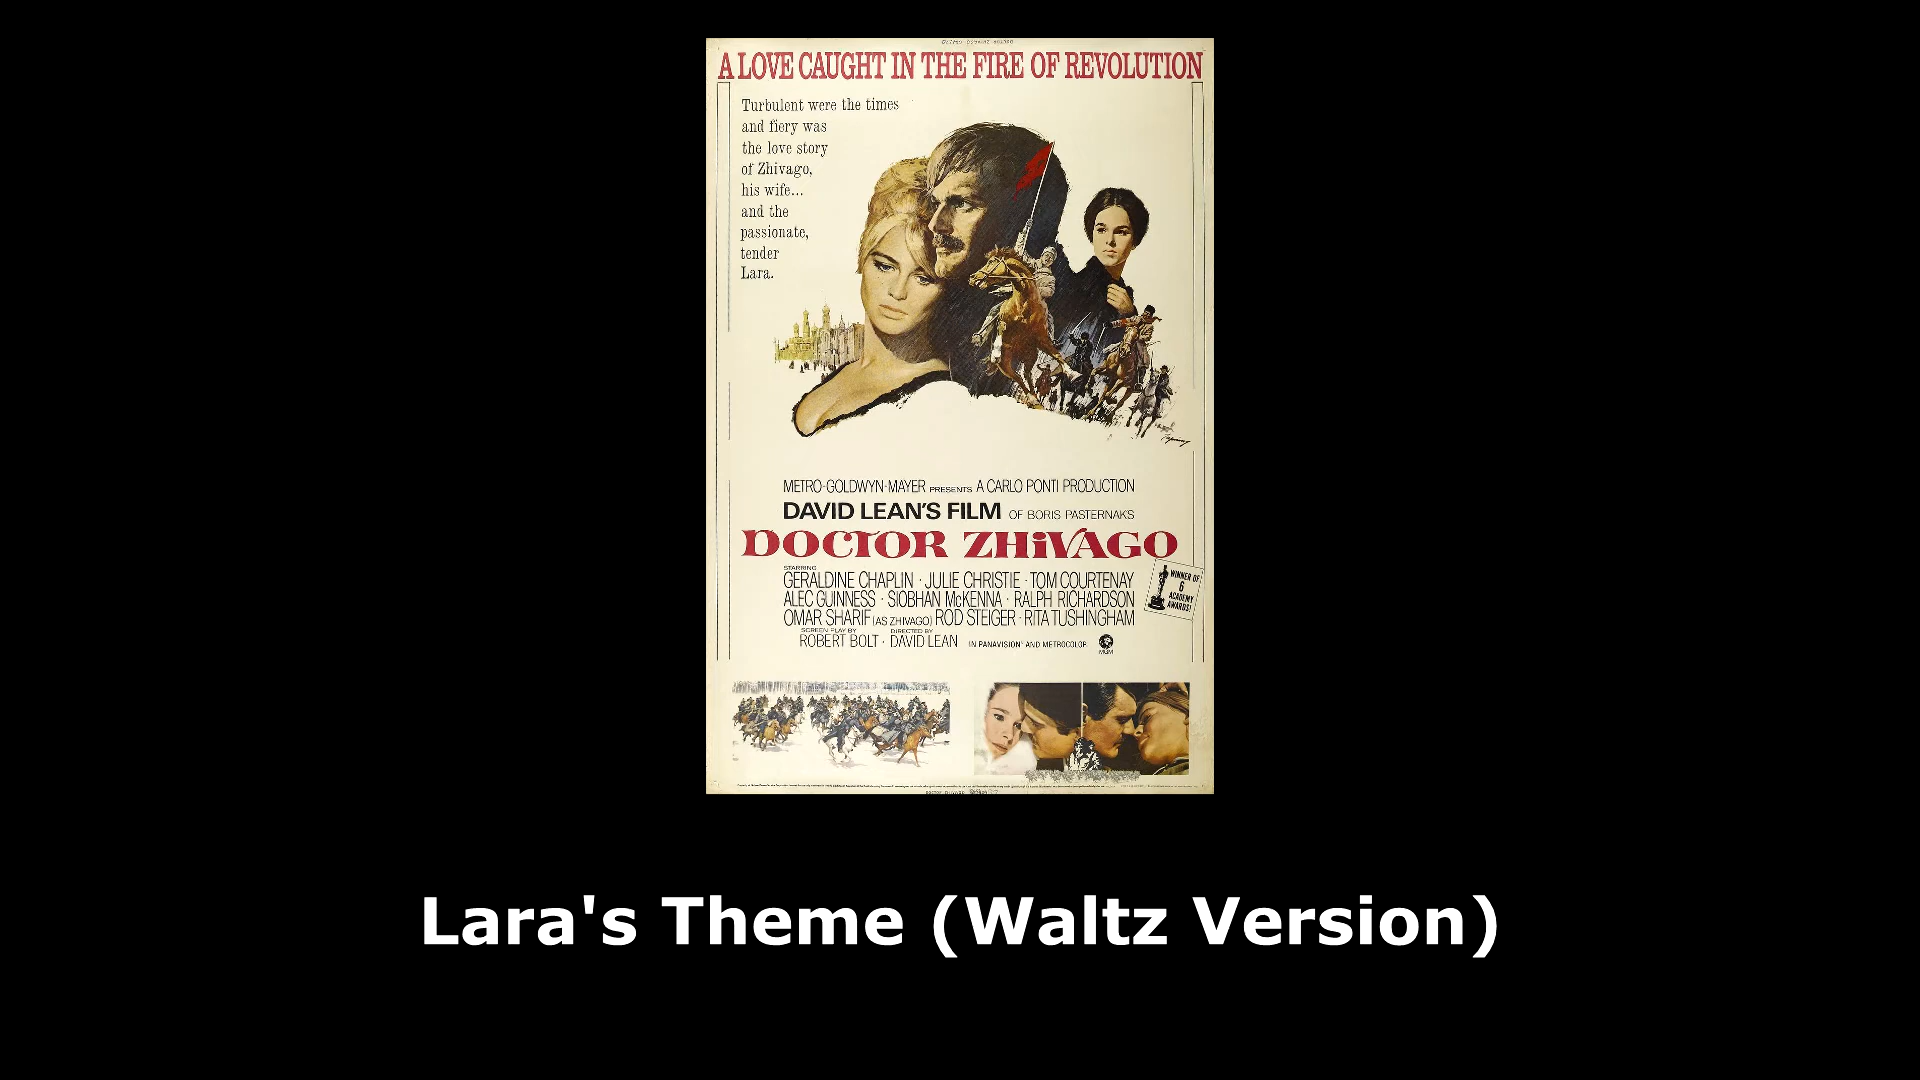 A LOVE CAUGHT IN THE FIRE OF REVOLUTION
Turbulent were the times
and fiery was
the love story
of Zhivago,
his wife...
and the
passionate,
tender
Lara.
METRO-GOLDWYN-MAYER PRESENTS A CARLO PONTI PRODUCTION
DAVID LEAN'S FILM OF BORIS PASTERNAK'S
DOCTOR ZHiVAGO
STARRING
GERALDINE CHAPLIN · JULIE CHRISTIE · TOM COURTENAY
ALEC GUINNESS · SIOBHAN McKENNA · RALPH RICHARDSON
OMAR SHARIF (AS ZHIVAGO) ROD STEIGER · RITA TUSHINGHAM
SCREEN PLAY BY DIRECTED BY
ROBERT BOLT · DAVID LEAN IN PANAVISION® AND METROCOLOR
MGM
WINNER OF
6
ACADEMY
AWARDS!
Lara's Theme (Waltz Version)